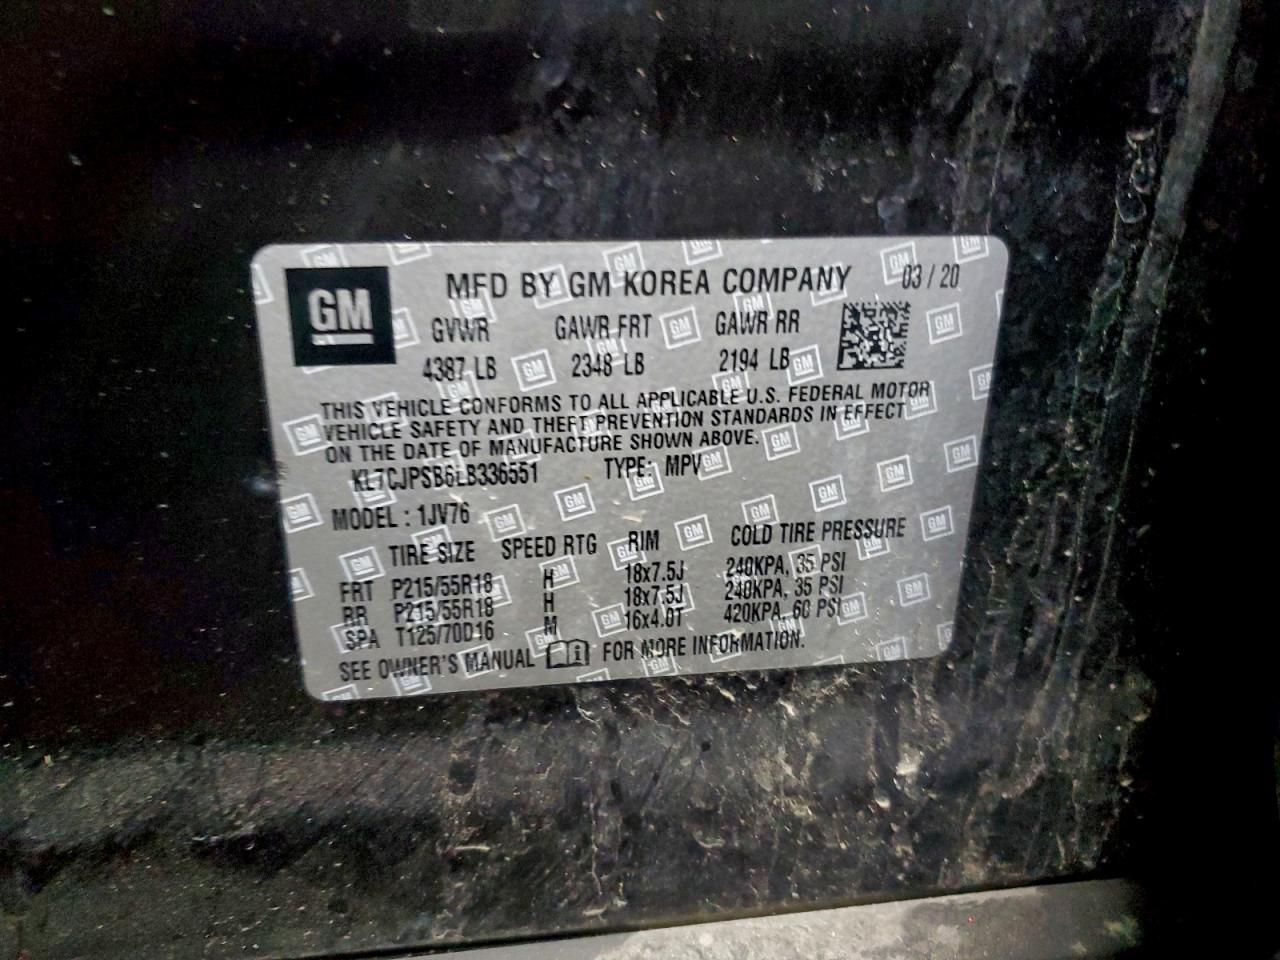 GM
MFD BY GM KOREA COMPANY 03 / 20
GVWR GAWR FRT GAWR RR
4387 LB 2348 LB 2194 LB
THIS VEHICLE CONFORMS TO ALL APPLICABLE U.S. FEDERAL MOTOR
VEHICLE SAFETY AND THEFT PREVENTION STANDARDS IN EFFECT
ON THE DATE OF MANUFACTURE SHOWN ABOVE.
KL7CJPSB6LB336551 TYPE: MPV
MODEL : 1JV76
TIRE SIZE SPEED RTG RIM COLD TIRE PRESSURE
FRT P215/55R18 H 18x7.5J 240KPA, 35 PSI
RR P215/55R18 H 18x7.5J 240KPA, 35 PSI
SPA T125/70D16 M 16x4.0T 420KPA, 60 PSI
SEE OWNER'S MANUAL FOR MORE INFORMATION.